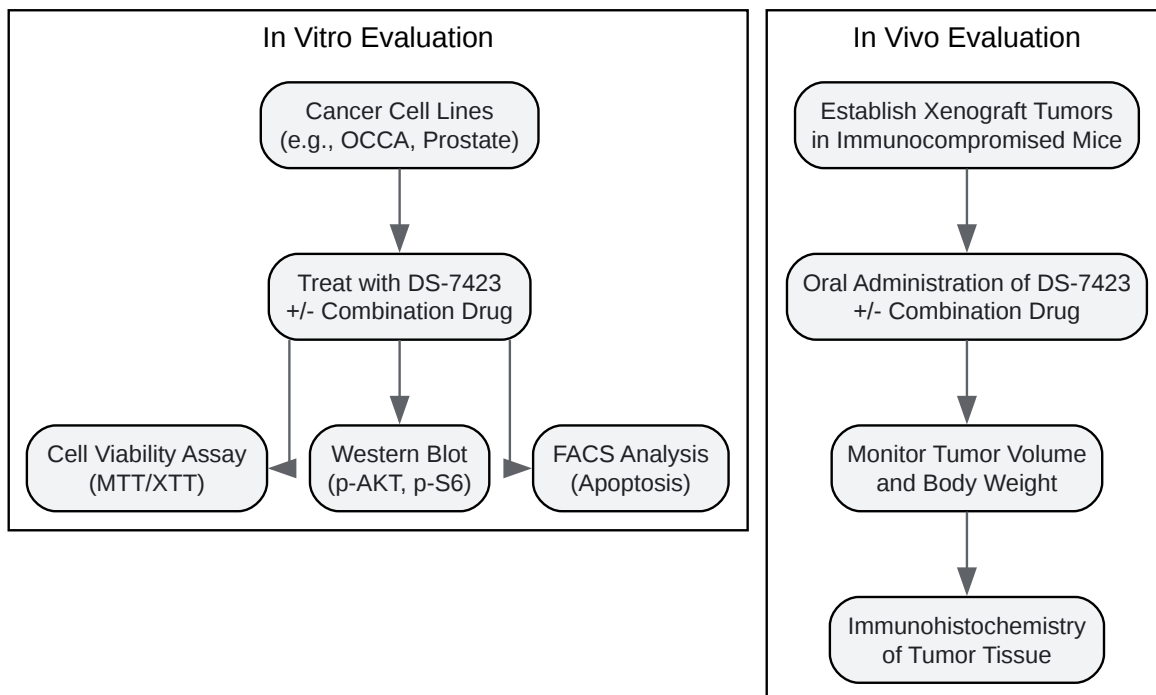 In Vitro Evaluation
Cancer Cell Lines
(e.g., OCCA, Prostate)
Treat with DS-7423
+/- Combination Drug
Cell Viability Assay
(MTT/XTT)
Western Blot
(p-AKT, p-S6)
FACS Analysis
(Apoptosis)
In Vivo Evaluation
Establish Xenograft Tumors
in Immunocompromised Mice
Oral Administration of DS-7423
+/- Combination Drug
Monitor Tumor Volume
and Body Weight
Immunohistochemistry
of Tumor Tissue